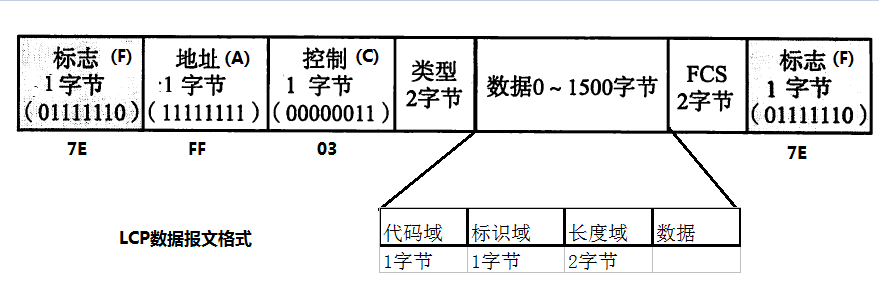 标志 (F)
1字节
(01111110)
地址 (A)
1 字节
(11111111)
控制 (C)
1 字节
(00000011)
类型
2字节
数据0～1500字节
FCS
2字节
标志 (F)
1 字节
(01111110)
7E
FF
03
7E
LCP数据报文格式
代码域
标识域
长度域
数据
1字节
1字节
2字节